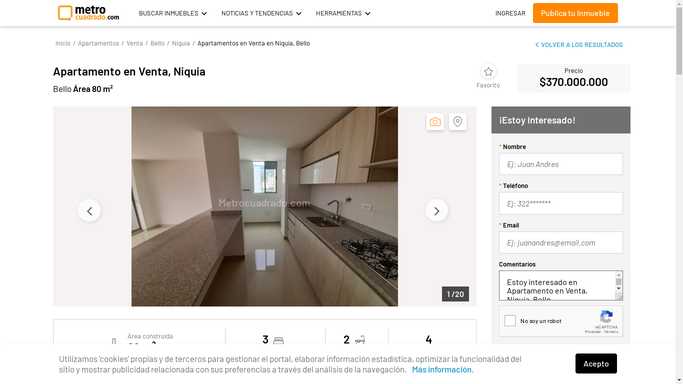 metro
cuadrado.com
BUSCAR INMUEBLES
NOTICIAS Y TENDENCIAS
HERRAMIENTAS
INGRESAR
Publica tu Inmueble
Inicio / Apartamentos / Venta / Bello / Niquia / Apartamentos en Venta en Niquia, Bello
VOLVER A LOS RESULTADOS
Apartamento en Venta, Niquia
Bello Área 80 m²
Favorito
Precio
$370.000.000
Metrocuadrado.com
1 / 20
¡Estoy Interesado!
* Nombre
Ej: Juan Andres
* Teléfono
Ej: 322*******
* Email
Ej: juanandres@email.com
Comentarios
Estoy interesado en
Apartamento en Venta,
Niquia, Bello
No soy un robot
reCAPTCHA
Privacidad - Términos
Área construida
3
2
4
Utilizamos 'cookies' propias y de terceros para gestionar el portal, elaborar información estadística, optimizar la funcionalidad del
sitio y mostrar publicidad relacionada con sus preferencias a través del análisis de la navegación. Más información.
Acepto